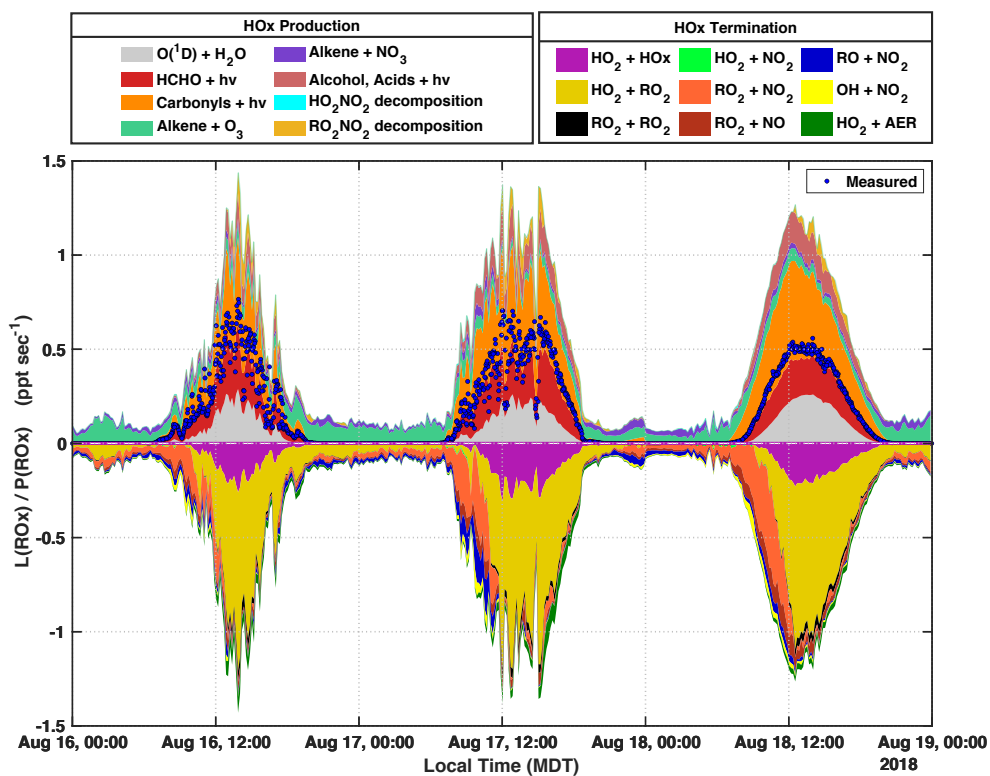 HOx Production
O(¹D) + H₂O
HCHO + hv
Carbonyls + hv
Alkene + O₃
Alkene + NO₃
Alcohol, Acids + hv
HO₂NO₂ decomposition
RO₂NO₂ decomposition
HOx Termination
HO₂ + HOx
HO₂ + RO₂
RO₂ + RO₂
HO₂ + NO₂
RO₂ + NO₂
RO₂ + NO
RO + NO₂
OH + NO₂
HO₂ + AER
Measured
L(ROx) / P(ROx) (ppt sec⁻¹)
1.5
1
0.5
0
-0.5
-1
-1.5
Aug 16, 00:00
Aug 16, 12:00
Aug 17, 00:00
Aug 17, 12:00
Aug 18, 00:00
Aug 18, 12:00
Aug 19, 00:00
2018
Local Time (MDT)